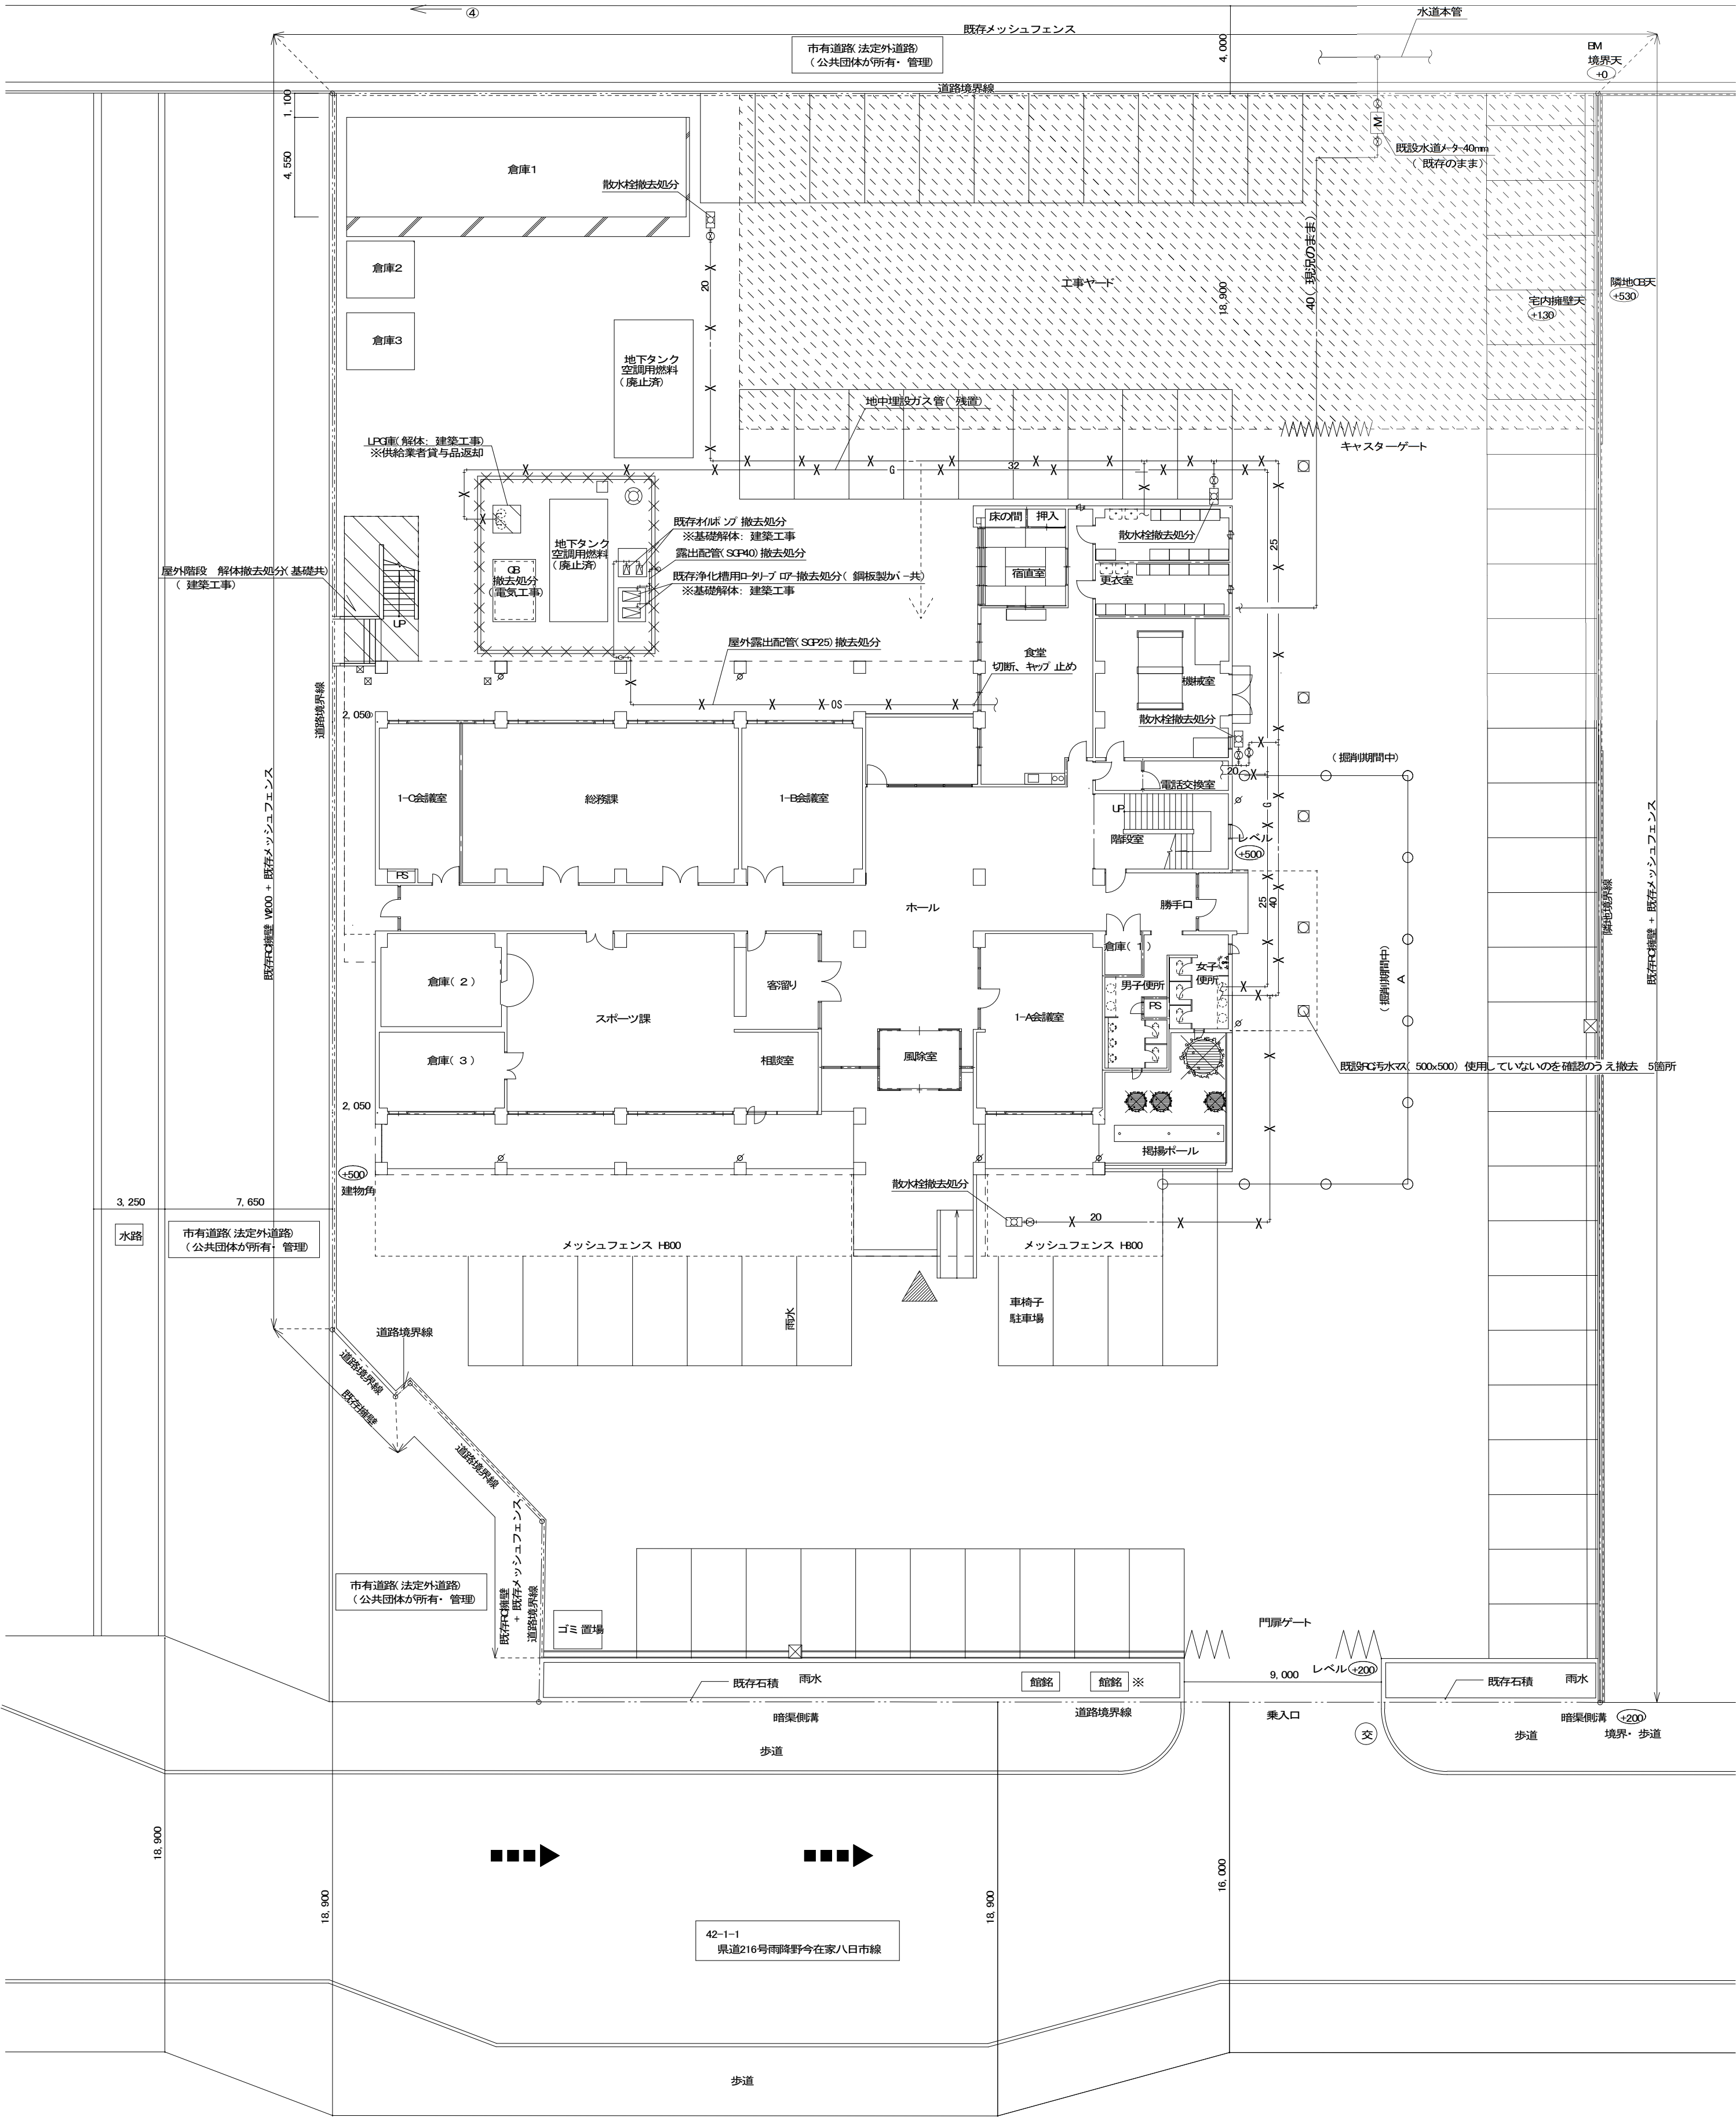 ④
水道本管
既存メッシュフェンス
市有道路(法定外道路)
(公共団体が所有・管理)
4,000
BM
境界天
+0
道路境界線
1,100
4,550
倉庫1
散水栓撤去処分
M
既設水道メータ-40mm
(既存のまま)
倉庫2
20
工事ヤード
18,900
40(現況のまま)
隣地CB天
+530
宅内擁壁天
+130
倉庫3
地下タンク
空調用燃料
(廃止済)
地中埋設ガス管(残置)
キャスターゲート
LPG庫(解体:建築工事)
※供給業者貸与品返却
G
32
床の間
押入
散水栓撤去処分
25
既存オイルポンプ撤去処分
※基礎解体:建築工事
露出配管(SGP40)撤去処分
地下タンク
空調用燃料
(廃止済)
CB
撤去処分
(電気工事)
既存浄化槽用ロータリーブロアー撤去処分(鋼板製カバー共)
※基礎解体:建築工事
屋外階段 解体撤去処分(基礎共)
(建築工事)
UP
宿直室
更衣室
屋外露出配管(SGP25)撤去処分
食堂
切断、キャップ止め
機械室
道路境界線
2,050
OS
散水栓撤去処分
(掘削期間中)
20
電話交換室
1-C会議室
総務課
1-B会議室
UP
階段室
G
レベル
+500
既存RC擁壁 W200 + 既存メッシュフェンス
既存RC擁壁 + 既存メッシュフェンス
隣地境界線
PS
ホール
勝手口
25
40
倉庫(1)
女子
便所
男子便所
PS
(掘削期間中)
A
倉庫(2)
客溜り
スポーツ課
1-A会議室
倉庫(3)
相談室
風除室
既設RC汚水マス(500x500)使用していないのを確認のうえ撤去 5箇所
2,050
掲揚ポール
+500
建物角
散水栓撤去処分
20
3,250
7,650
水路
市有道路(法定外道路)
(公共団体が所有・管理)
メッシュフェンス H800
メッシュフェンス H800
雨水
車椅子
駐車場
道路境界線
道路境界線
既存擁壁
道路境界線
市有道路(法定外道路)
(公共団体が所有・管理)
既存RC擁壁
+ 既存メッシュフェンス
道路境界線
ゴミ置場
門扉ゲート
既存石積
雨水
館銘
館銘
※
9,000
レベル
+200
既存石積
雨水
暗渠側溝
道路境界線
乗入口
交
暗渠側溝
+200
境界・歩道
歩道
歩道
18,900
18,900
18,900
16,000
42-1-1
県道216号雨降野今在家八日市線
歩道